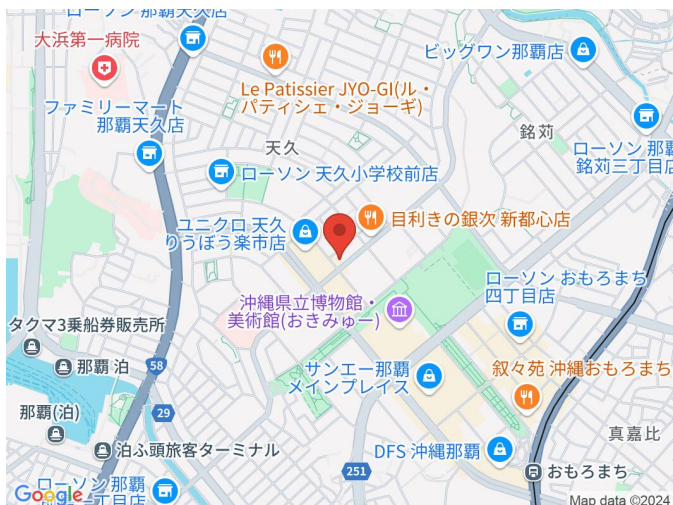 ローソン 那覇天久店
大浜第一病院
ビッグワン那覇店
Le Patissier JYO-GI(ル・
パティシェ・ジョーギ)
ファミリーマート
那覇天久店
天久
銘苅
ローソン 那覇
銘苅三丁目店
ローソン 天久小学校前店
ユニクロ 天久
りうぼう楽市店
目利きの銀次 新都心店
沖縄県立博物館・
美術館(おきみゅー)
ローソン おもろまち
四丁目店
タクマ3乗船券販売所
那覇 泊
58
サンエー那覇
メインプレイス
叙々苑 沖縄おもろまち
那覇(泊)
29
泊ふ頭旅客ターミナル
真嘉比
DFS 沖縄那覇
251
おもろまち
ローソン 那覇
Google
Map data ©2024